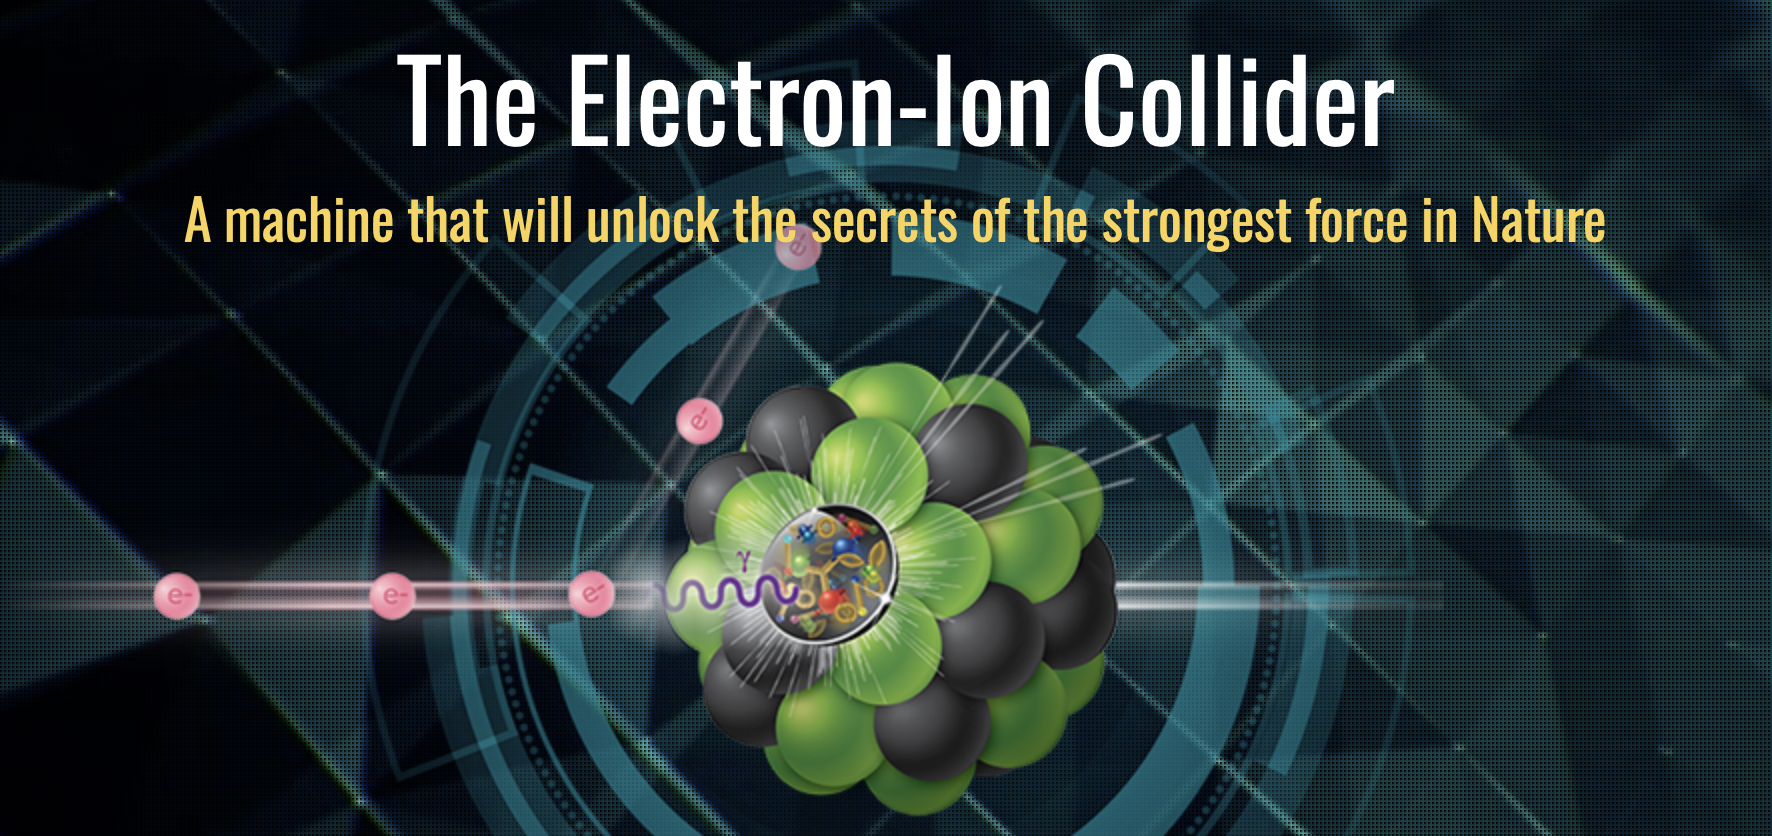 The Electron-Ion Collider
A machine that will unlock the secrets of the strongest force in Nature
e-
e-
γ
e-
e-
e-